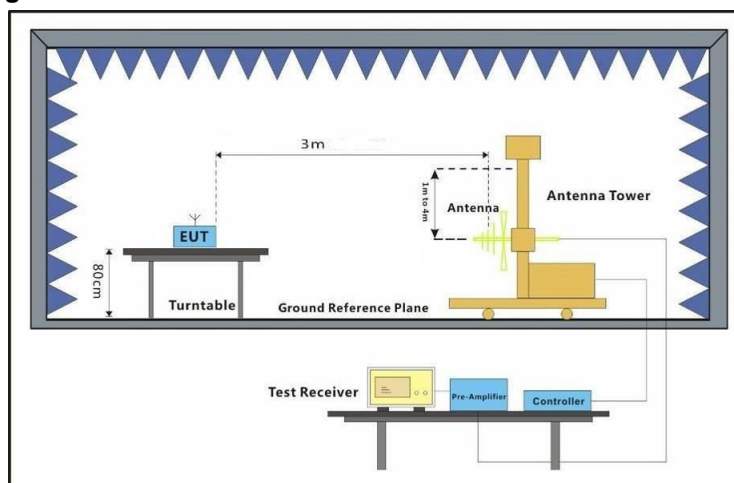 3m
1m to 4m
Antenna
Antenna Tower
EUT
80cm
Turntable
Ground Reference Plane
Test Receiver
Pre-Amplifier
Controller